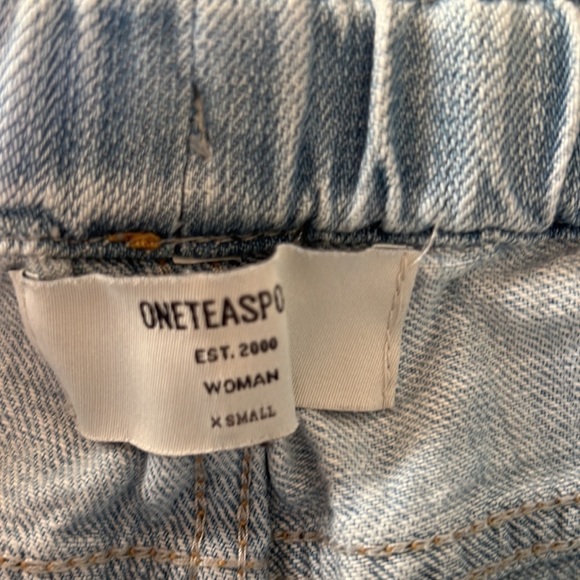 ONETEASPO
EST. 2000
WOMAN
X SMALL